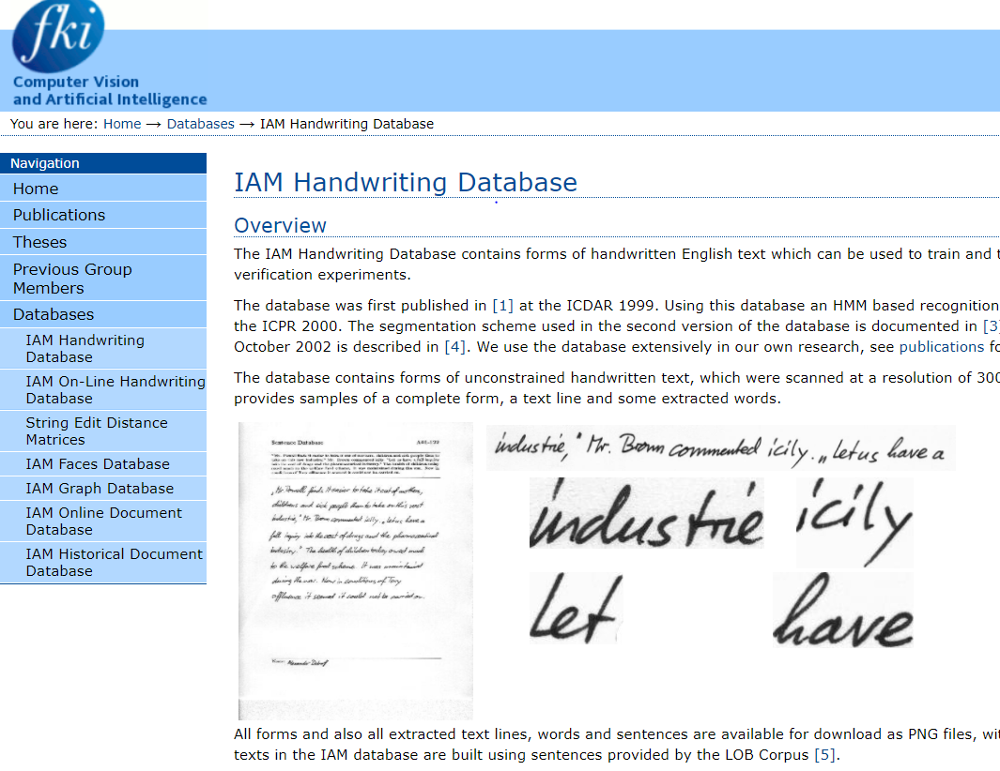 fki
Computer Vision
and Artificial Intelligence
You are here: Home → Databases → IAM Handwriting Database
Navigation
Home
Publications
Theses
Previous Group
Members
Databases
IAM Handwriting
Database
IAM On-Line Handwriting
Database
String Edit Distance
Matrices
IAM Faces Database
IAM Graph Database
IAM Online Document
Database
IAM Historical Document
Database
IAM Handwriting Database
Overview
The IAM Handwriting Database contains forms of handwritten English text which can be used to train and t
verification experiments.
The database was first published in [1] at the ICDAR 1999. Using this database an HMM based recognition
the ICPR 2000. The segmentation scheme used in the second version of the database is documented in [3]
October 2002 is described in [4]. We use the database extensively in our own research, see publications fo
The database contains forms of unconstrained handwritten text, which were scanned at a resolution of 300
provides samples of a complete form, a text line and some extracted words.
Sentence Database
„Mr. Powell finds it easier to take it out of mothers,
children and sick people than to take on this vast
industrie," Mr. Brown commented icily. „let us have a
full inquiry into the cost of drugs and the pharmaceutical
industry." The health of children today owes much
to the welfare food scheme. It was maintained
during the war. Now in conditions of Tory
affluence it seemed it could not be carried on.
industrie," Mr. Brown commented icily. „let us have a
industrie icily
let have
All forms and also all extracted text lines, words and sentences are available for download as PNG files, wit
texts in the IAM database are built using sentences provided by the LOB Corpus [5].